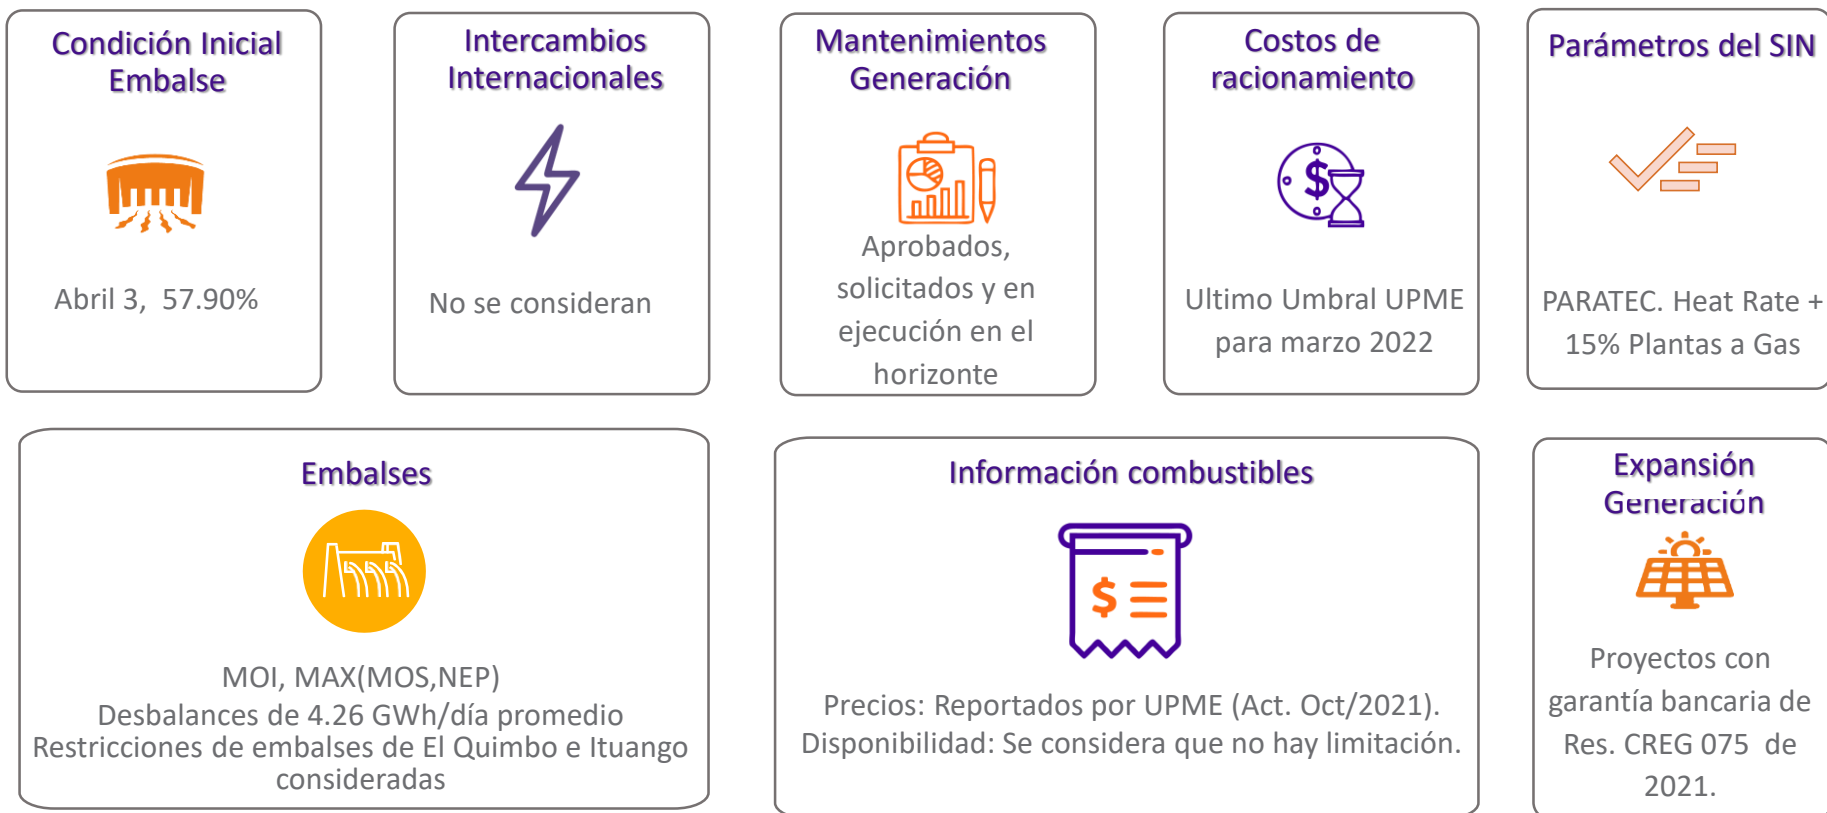 Condición Inicial
Embalse
Abril 3, 57.90%
Intercambios
Internacionales
No se consideran
Mantenimientos
Generación
Aprobados,
solicitados y en
ejecución en el
horizonte
Costos de
racionamiento
$
Ultimo Umbral UPME
para marzo 2022
Parámetros del SIN
PARATEC. Heat Rate +
15% Plantas a Gas
Embalses
MOI, MAX(MOS,NEP)
Desbalances de 4.26 GWh/día promedio
Restricciones de embalses de El Quimbo e Ituango
consideradas
Información combustibles
$
Precios: Reportados por UPME (Act. Oct/2021).
Disponibilidad: Se considera que no hay limitación.
Expansión
Generación
Proyectos con
garantía bancaria de
Res. CREG 075 de
2021.